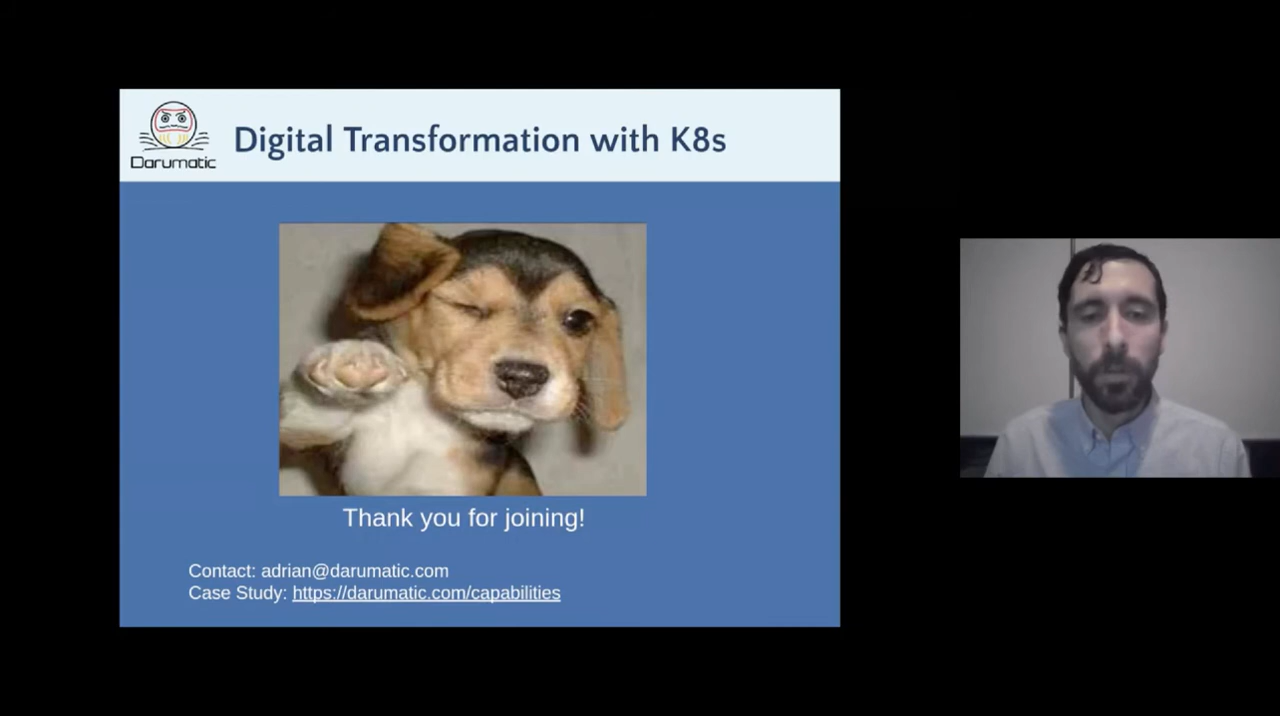 Darumatic
Digital Transformation with K8s
Thank you for joining!
Contact: adrian@darumatic.com
Case Study: https://darumatic.com/capabilities